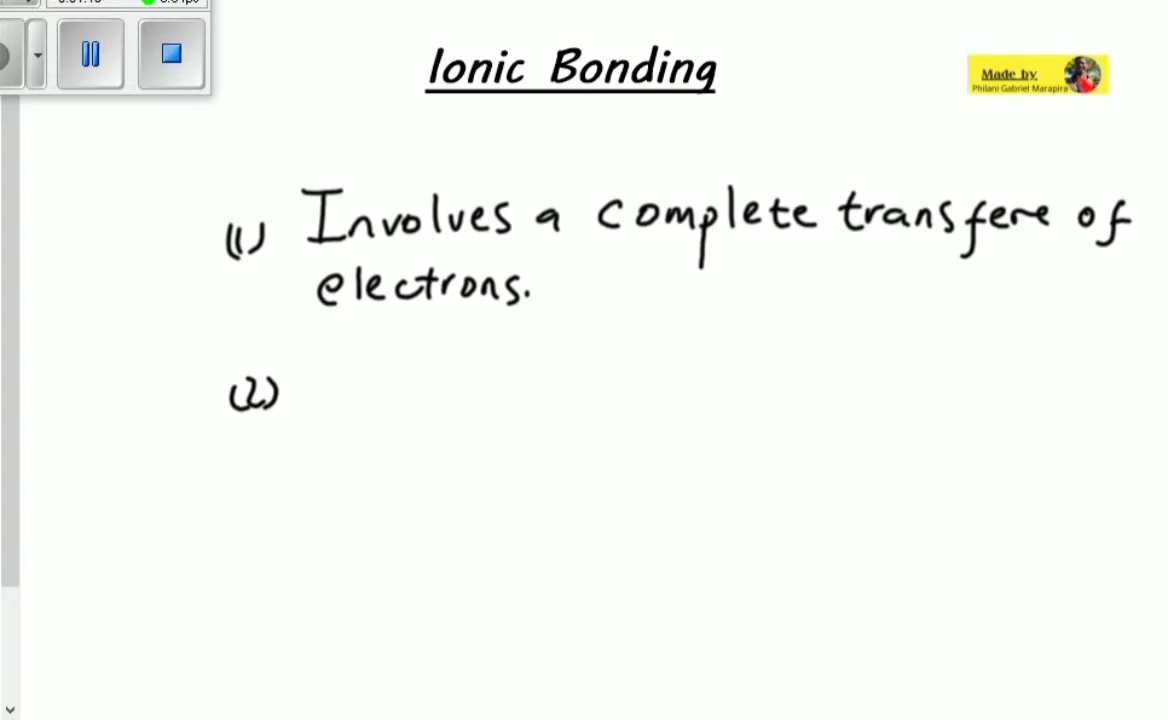 Ionic Bonding
Made by
Philani Gabriel Marapira
(1) Involves a complete transfere of
electrons.
(2)